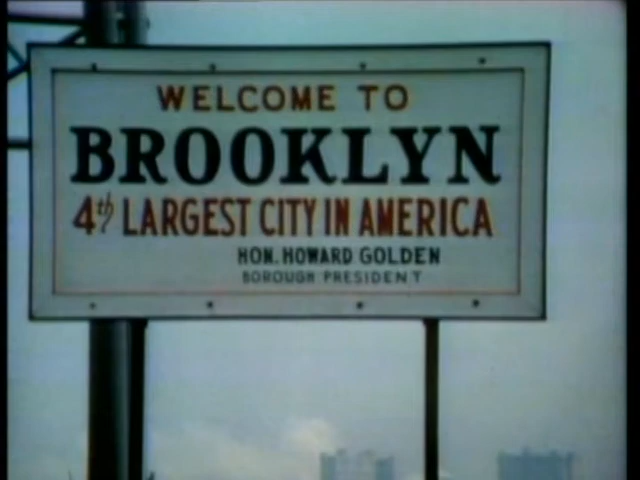 WELCOME TO
BROOKLYN
4th LARGEST CITY IN AMERICA
HON. HOWARD GOLDEN
BOROUGH PRESIDENT